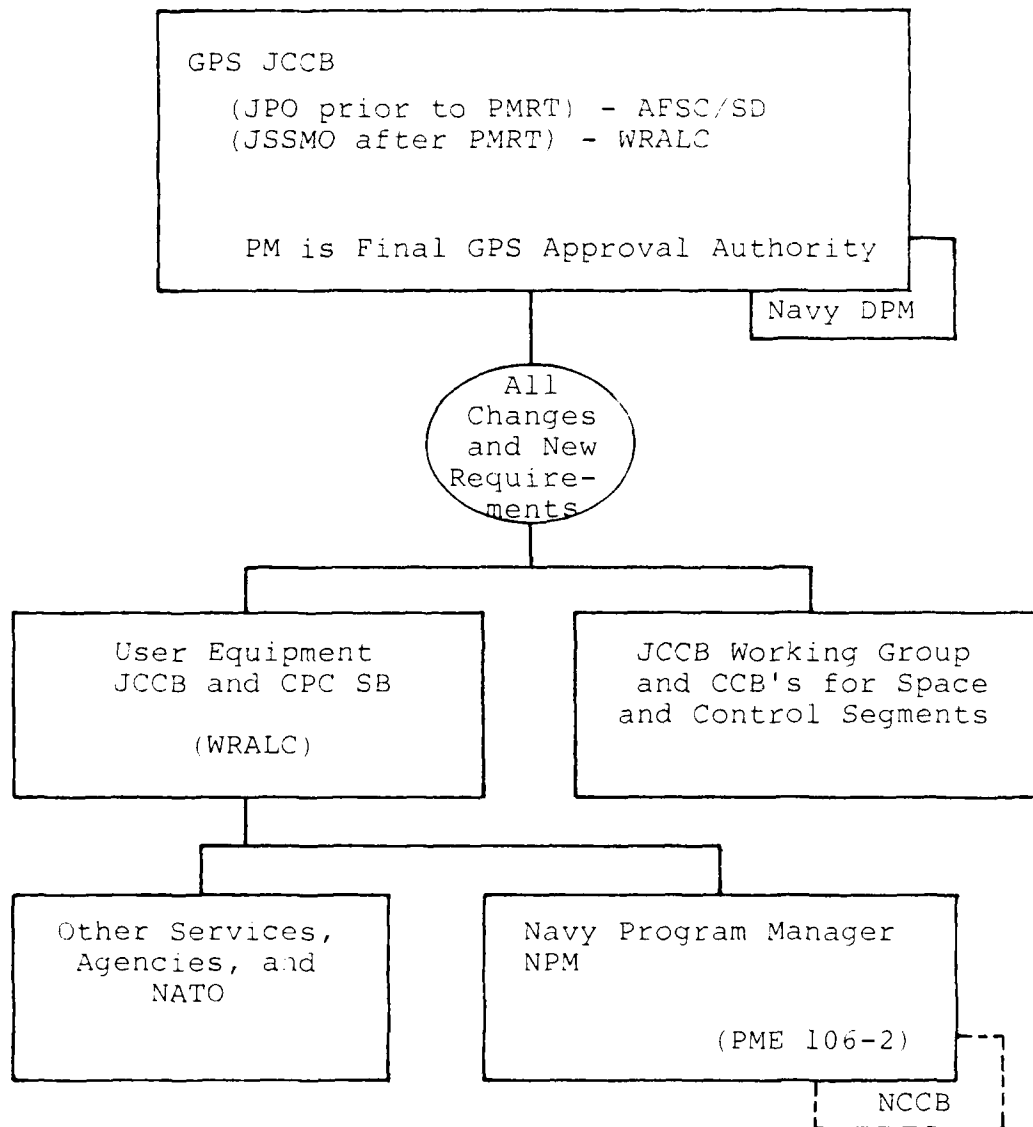 GPS JCCB
(JPO prior to PMRT) - AFSC/SD
(JSSMO after PMRT) - WRALC
PM is Final GPS Approval Authority
Navy DPM
All
Changes
and New
Require-
ments
User Equipment
JCCB and CPC SB
(WRALC)
JCCB Working Group
and CCB's for Space
and Control Segments
Other Services,
Agencies, and
NATO
Navy Program Manager
NPM
(PME 106-2)
NCCB